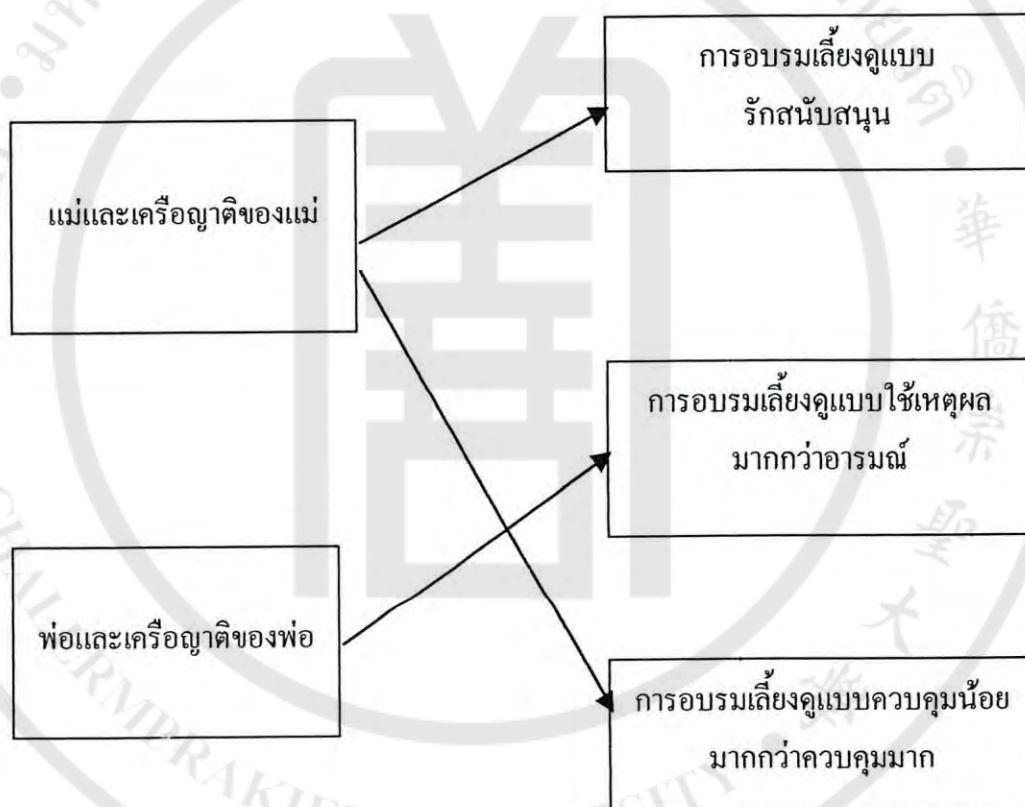 การอบรมเลี้ยงดูแบบ
รักสนับสนุน
แม่และเครือญาติของแม่
การอบรมเลี้ยงดูแบบใช้เหตุผล
มากกว่าอารมณ์
พ่อและเครือญาติของพ่อ
การอบรมเลี้ยงดูแบบควบคุมน้อย
มากกว่าควบคุมมาก
華
僑
崇
聖
大